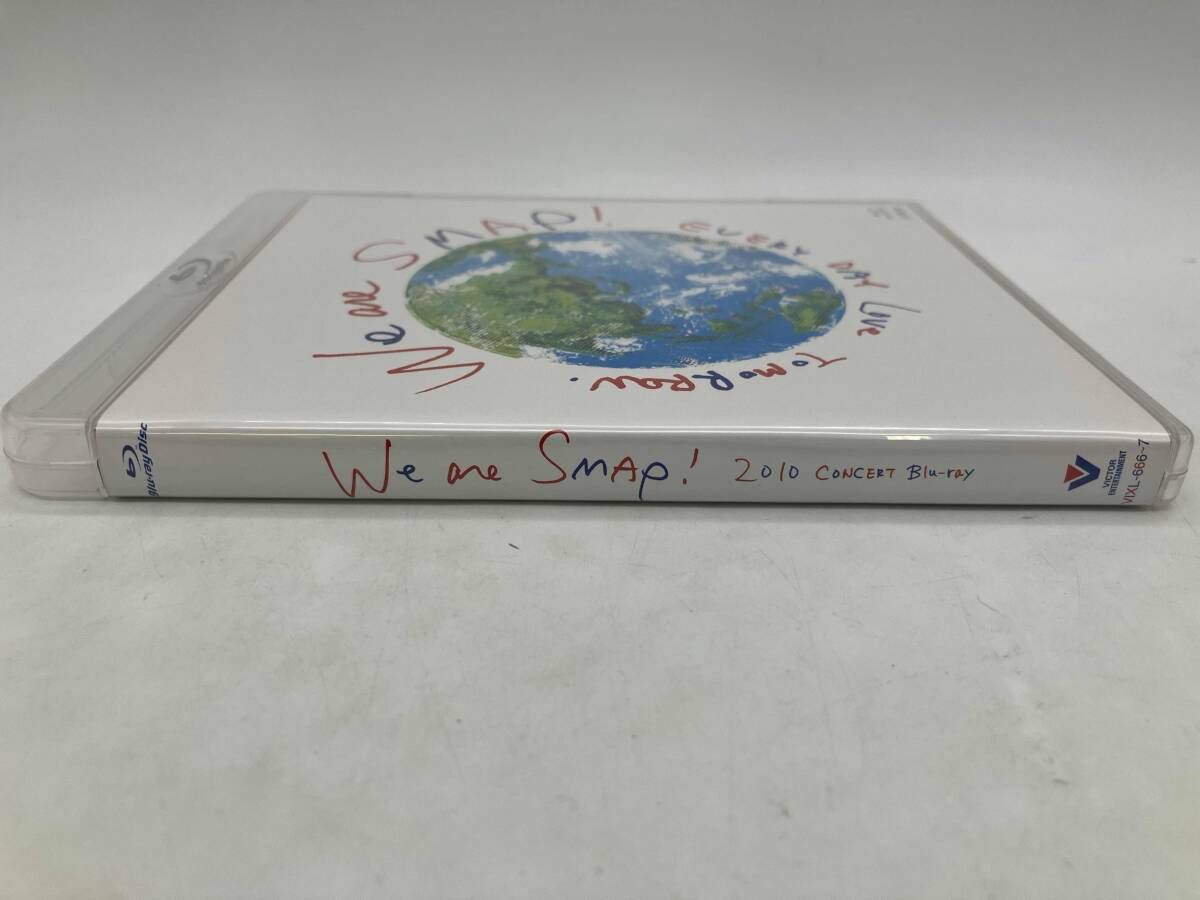 We are SMAP! EVERY DAY Love TOMORROW.
Blu-ray Disc
We are SMAP! 2010 CONCERT Blu-ray
VICTOR
ENTERTAINMENT
VIXL-666~7